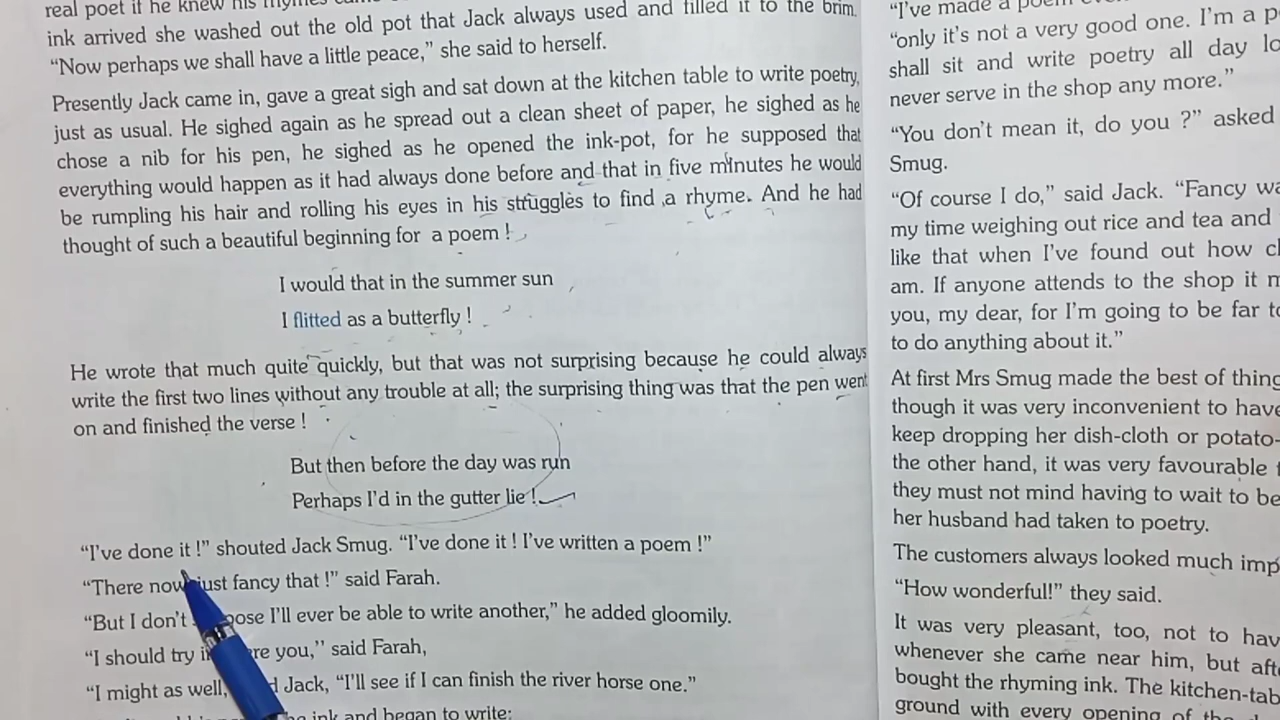 real poet if he knew his rhymes
ink arrived she washed out the old pot that Jack always used and filled it to the brim.
“Now perhaps we shall have a little peace,” she said to herself.
Presently Jack came in, gave a great sigh and sat down at the kitchen table to write poetry,
just as usual. He sighed again as he spread out a clean sheet of paper, he sighed as he
chose a nib for his pen, he sighed as he opened the ink-pot, for he supposed that
everything would happen as it had always done before and that in five minutes he would
be rumpling his hair and rolling his eyes in his struggles to find a rhyme. And he had
thought of such a beautiful beginning for a poem !
I would that in the summer sun
I flitted as a butterfly !
He wrote that much quite quickly, but that was not surprising because he could always
write the first two lines without any trouble at all; the surprising thing was that the pen went
on and finished the verse !
But then before the day was run
Perhaps I’d in the gutter lie !
“I’ve done it !” shouted Jack Smug. “I’ve done it ! I’ve written a poem !”
“There now just fancy that !” said Farah.
“But I don’t I’ll ever be able to write another,” he added gloomily.
“I should try you,’’ said Farah,
“I might as well, Jack, “I’ll see if I can finish the river horse one.”
ink and began to write:
“I’ve made a poem
“only it’s not a very good one. I’m a
shall sit and write poetry all day
never serve in the shop any more.”
“You don’t mean it, do you ?” asked
Smug.
“Of course I do,” said Jack. “Fancy
my time weighing out rice and tea and
like that when I’ve found out how
am. If anyone attends to the shop it
you, my dear, for I’m going to be far
to do anything about it.”
At first Mrs Smug made the best of
though it was very inconvenient to
keep dropping her dish-cloth or potato-
the other hand, it was very favourable
they must not mind having to wait to
her husband had taken to poetry.
The customers always looked much
“How wonderful!” they said.
It was very pleasant, too, not to
whenever she came near him, but
bought the rhyming ink. The
ground with every opening of